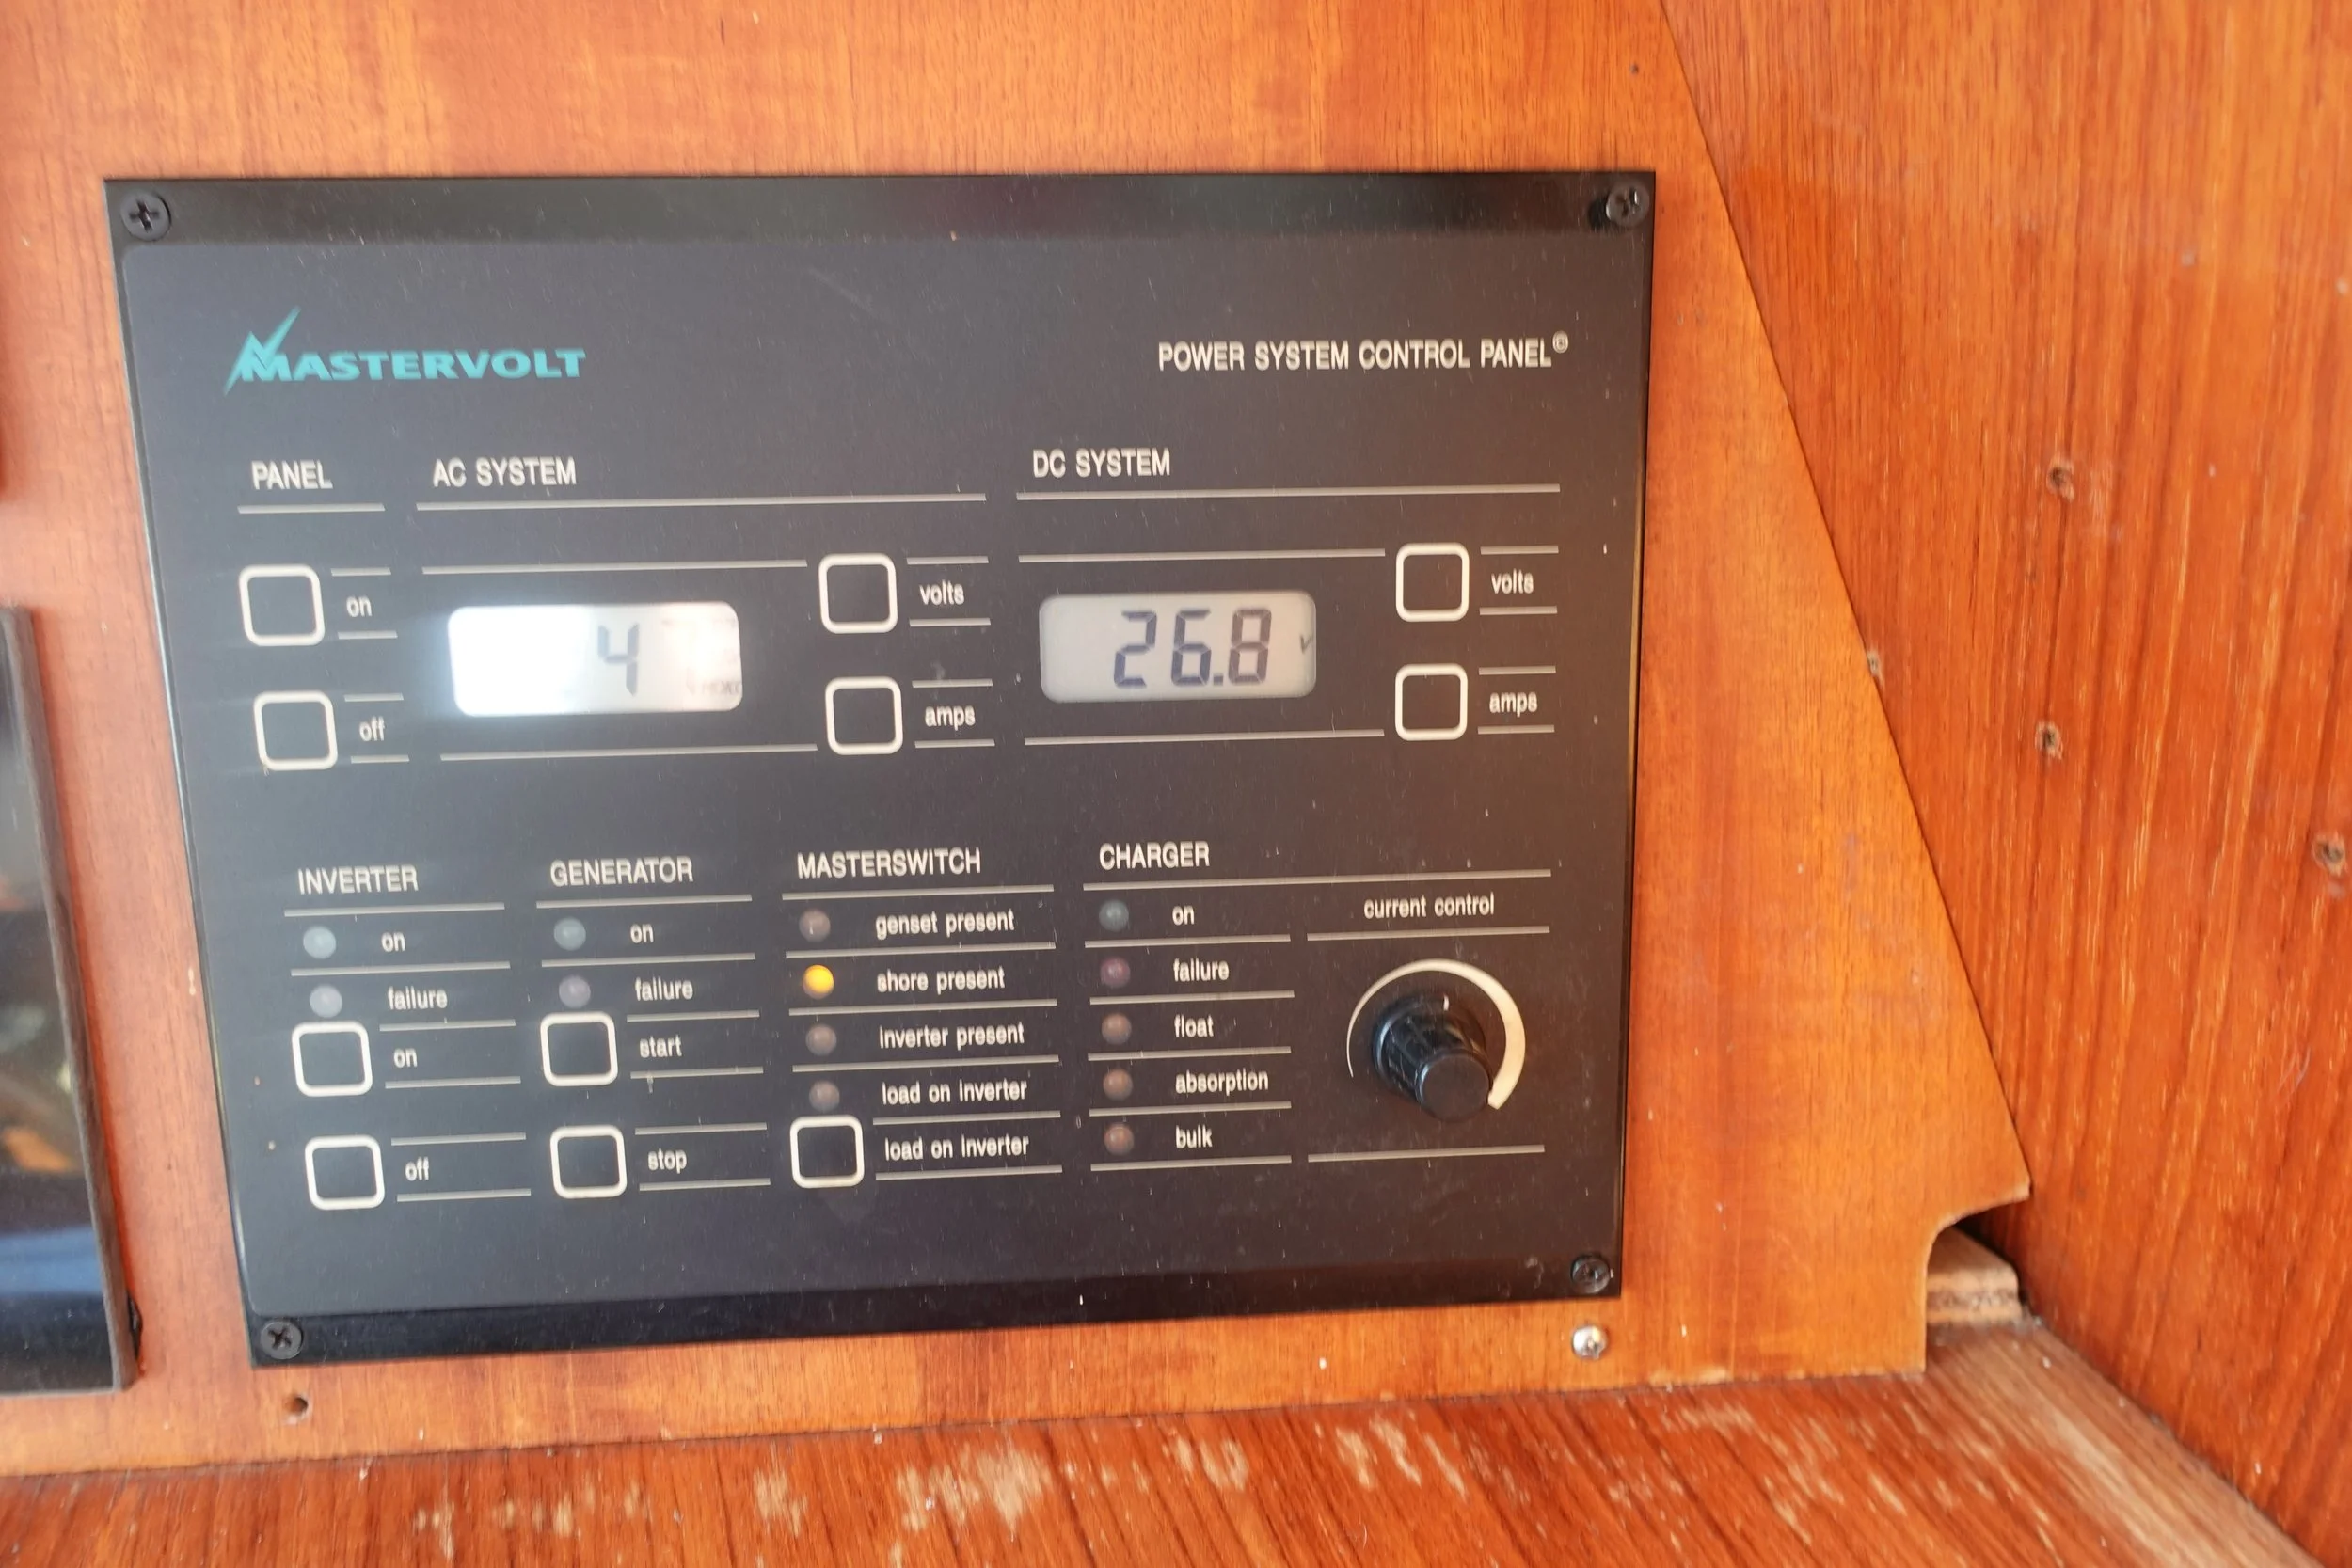 MASTERVOLT
POWER SYSTEM CONTROL PANEL©
PANEL
AC SYSTEM
DC SYSTEM
on
off
4
volts
amps
26.8 V
volts
amps
INVERTER
on
failure
on
off
GENERATOR
on
failure
start
stop
MASTERSWITCH
genset present
shore present
inverter present
load on inverter
load on inverter
CHARGER
on
failure
float
absorption
bulk
current control